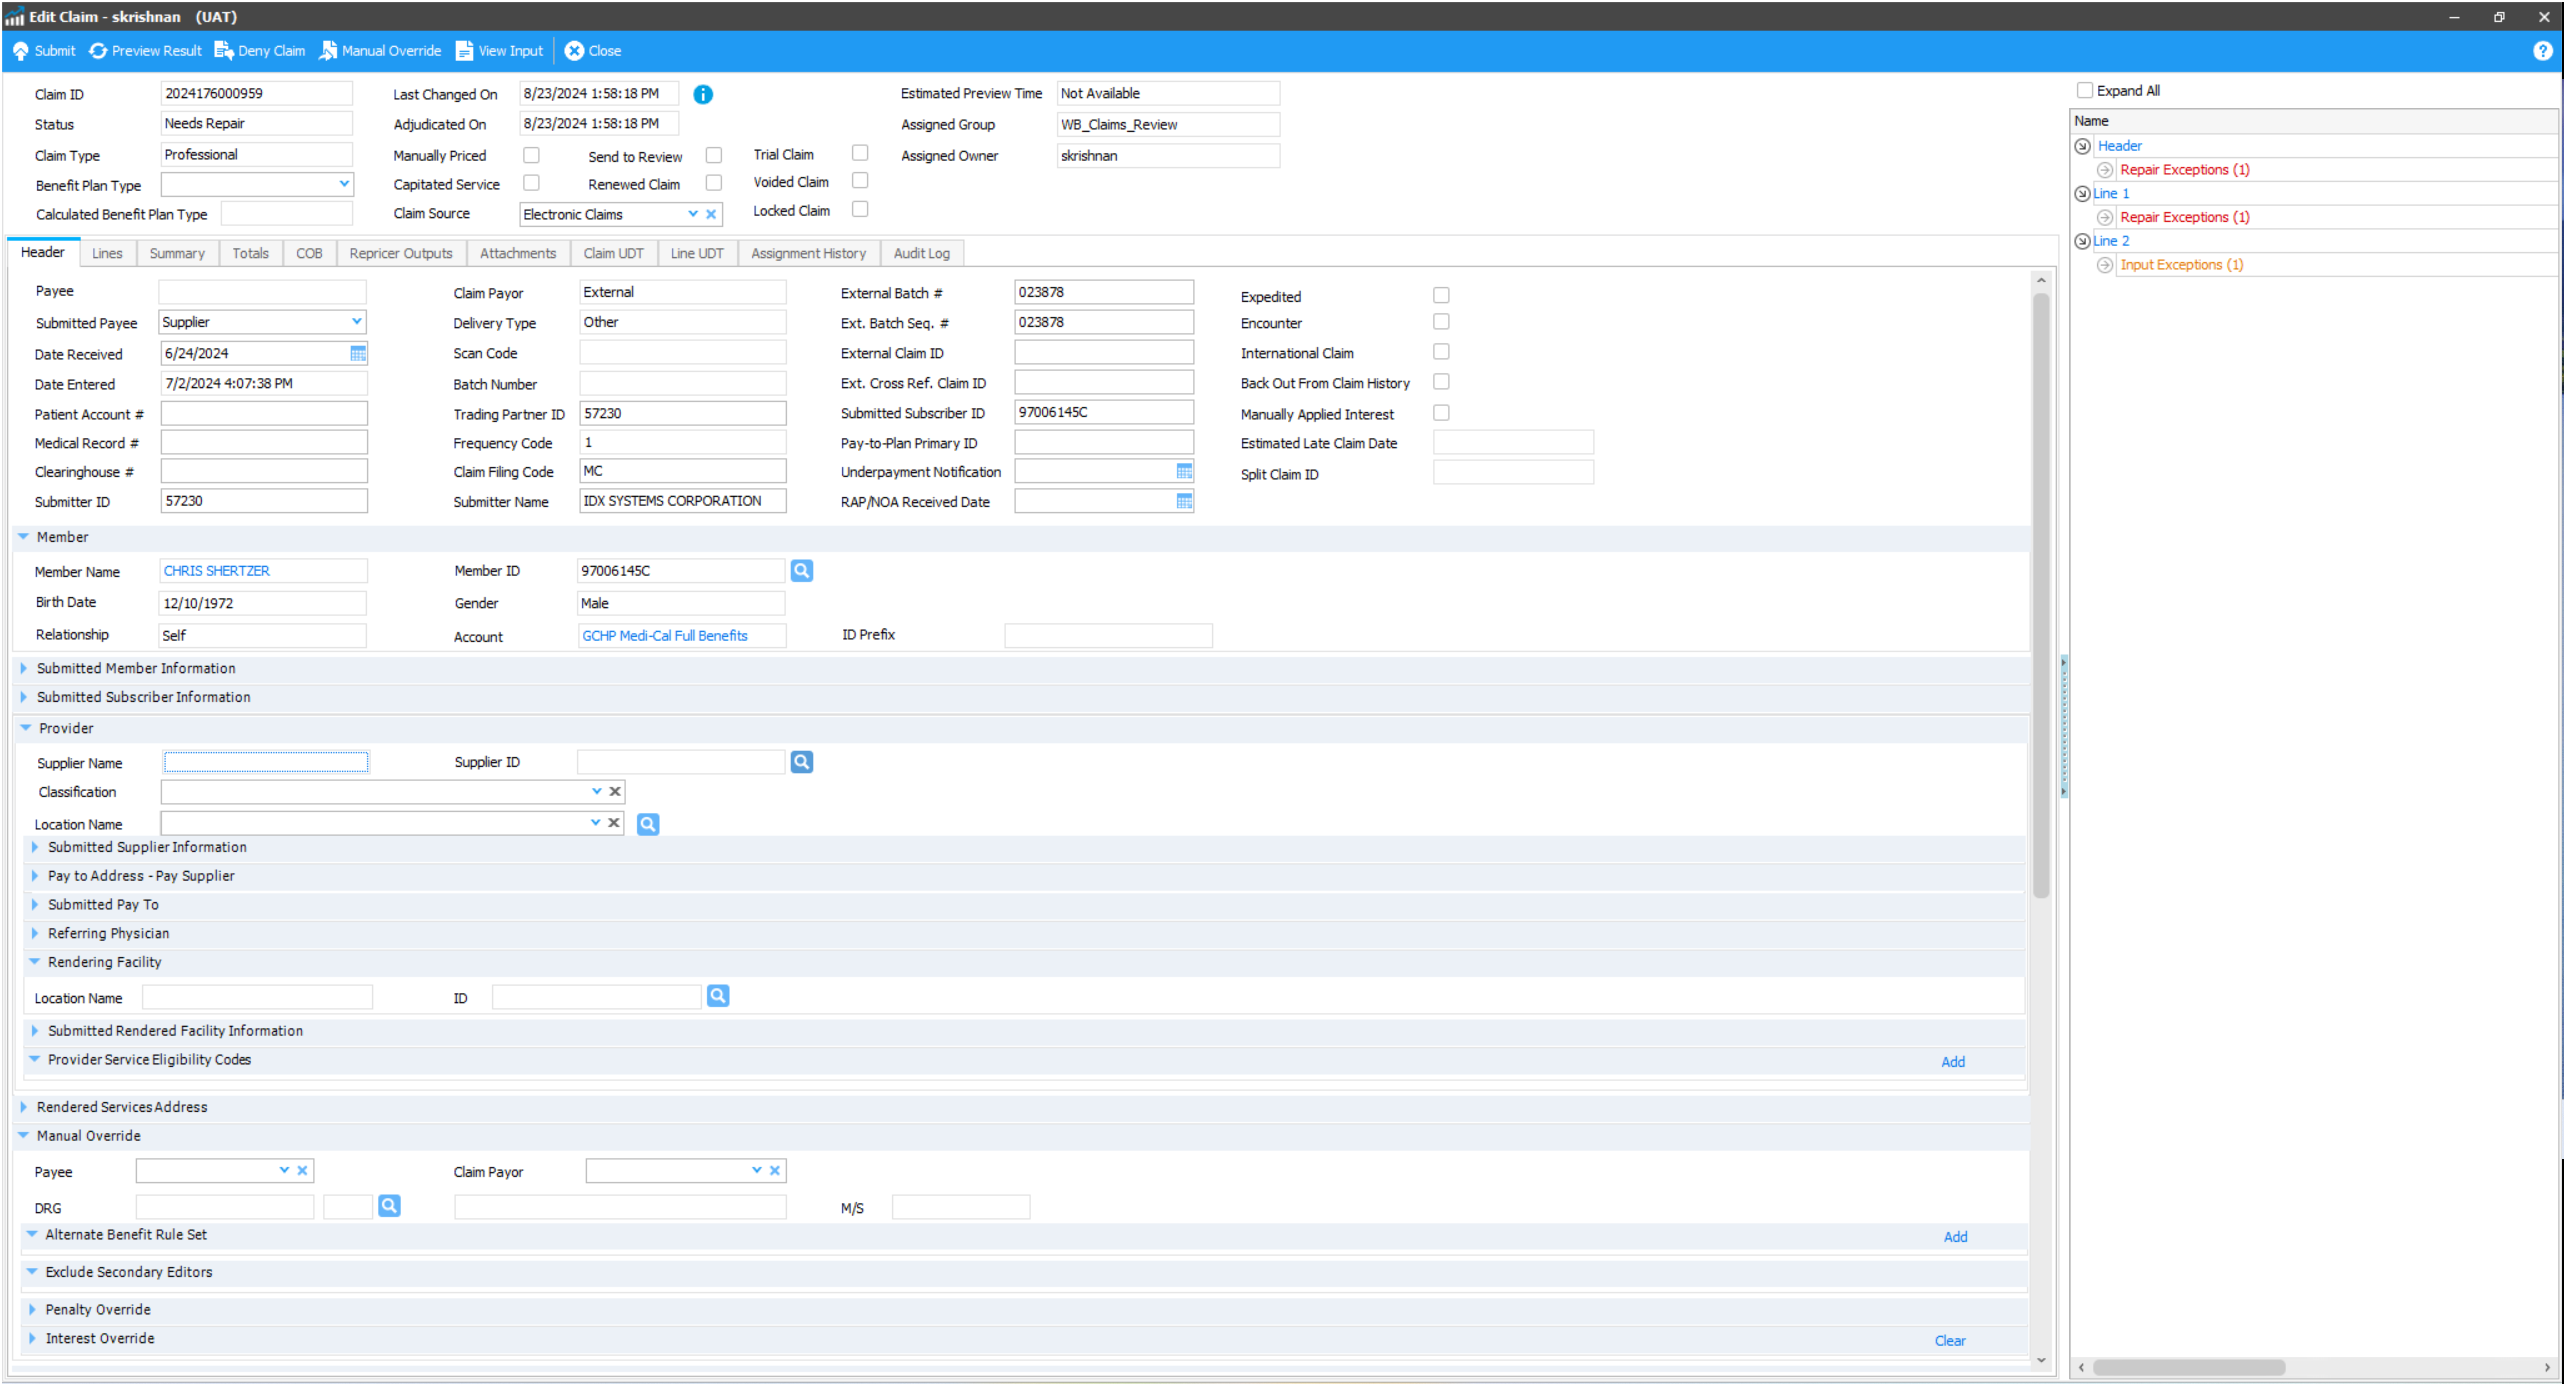 Edit Claim - skrishnan (UAT)
Submit Preview Result Deny Claim Manual Override View Input Close
Claim ID 2024176000959 Last Changed On 8/23/2024 1:58:18 PM Estimated Preview Time Not Available
Status Needs Repair Adjudicated On 8/23/2024 1:58:18 PM Assigned Group WB_Claims_Review
Claim Type Professional Manually Priced Send to Review Trial Claim Assigned Owner skrishnan
Benefit Plan Type Capitated Service Renewed Claim Voided Claim
Calculated Benefit Plan Type Claim Source Electronic Claims Locked Claim
Header Lines Summary Totals COB Repricer Outputs Attachments Claim UDT Line UDT Assignment History Audit Log
Payee Claim Payor External External Batch # 023878 Expedited
Submitted Payee Supplier Delivery Type Other Ext. Batch Seq. # 023878 Encounter
Date Received 6/24/2024 Scan Code External Claim ID International Claim
Date Entered 7/2/2024 4:07:38 PM Batch Number Ext. Cross Ref. Claim ID Back Out From Claim History
Patient Account # Trading Partner ID 57230 Submitted Subscriber ID 97006145C Manually Applied Interest
Medical Record # Frequency Code 1 Pay-to-Plan Primary ID Estimated Late Claim Date
Clearinghouse # Claim Filing Code MC Underpayment Notification Split Claim ID
Submitter ID 57230 Submitter Name IDX SYSTEMS CORPORATION RAP/NOA Received Date
Member
Member Name CHRIS SHERTZER Member ID 97006145C
Birth Date 12/10/1972 Gender Male
Relationship Self Account GCHP Medi-Cal Full Benefits ID Prefix
Submitted Member Information
Submitted Subscriber Information
Provider
Supplier Name Supplier ID
Classification
Location Name
Submitted Supplier Information
Pay to Address - Pay Supplier
Submitted Pay To
Referring Physician
Rendering Facility
Location Name ID
Submitted Rendered Facility Information
Provider Service Eligibility Codes Add
Rendered Services Address
Manual Override
Payee Claim Payor
DRG M/S
Alternate Benefit Rule Set Add
Exclude Secondary Editors
Penalty Override
Interest Override Clear
Expand All
Name
Header
Repair Exceptions (1)
Line 1
Repair Exceptions (1)
Line 2
Input Exceptions (1)